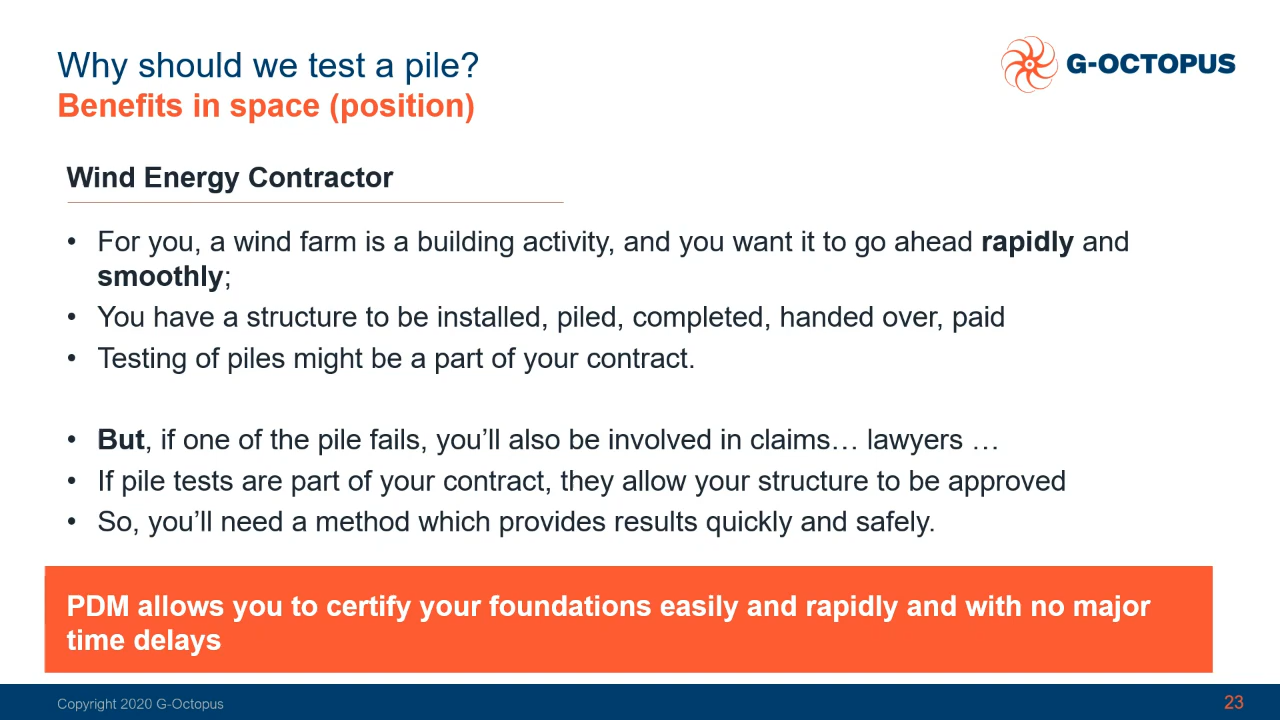 Why should we test a pile?
Benefits in space (position)
G-OCTOPUS
Wind Energy Contractor
• For you, a wind farm is a building activity, and you want it to go ahead rapidly and
smoothly;
• You have a structure to be installed, piled, completed, handed over, paid
• Testing of piles might be a part of your contract.
• But, if one of the pile fails, you’ll also be involved in claims… lawyers …
• If pile tests are part of your contract, they allow your structure to be approved
• So, you’ll need a method which provides results quickly and safely.
PDM allows you to certify your foundations easily and rapidly and with no major
time delays
Copyright 2020 G-Octopus
23